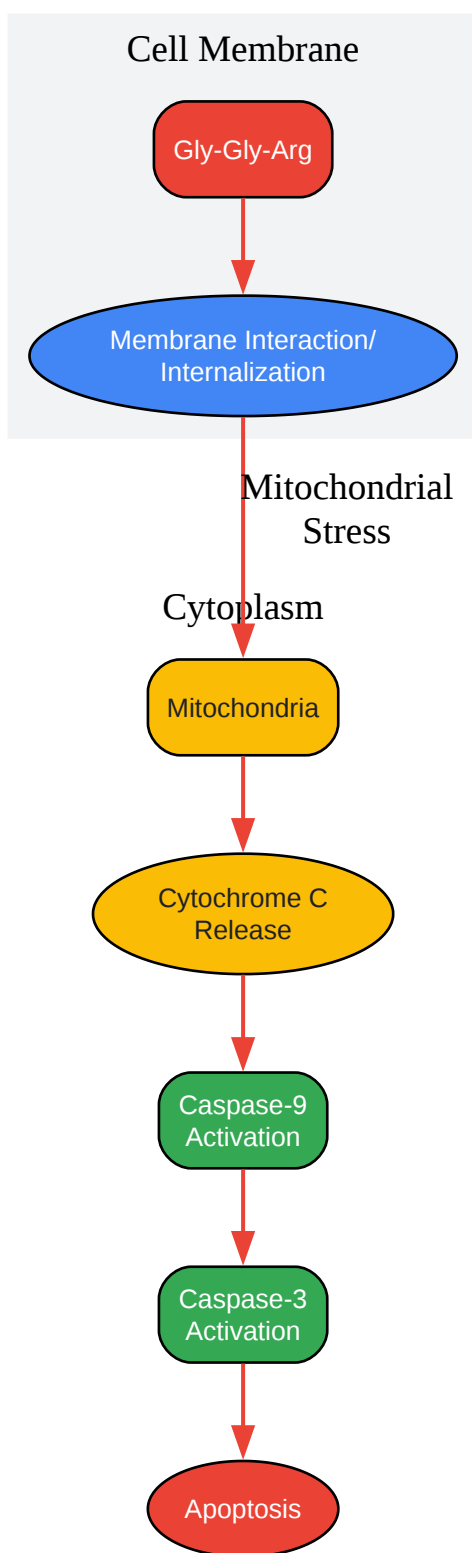 Cell Membrane
Gly-Gly-Arg
Membrane Interaction/
Internalization
Mitochondrial
Stress
Cytoplasm
Mitochondria
Cytochrome C
Release
Caspase-9
Activation
Caspase-3
Activation
Apoptosis